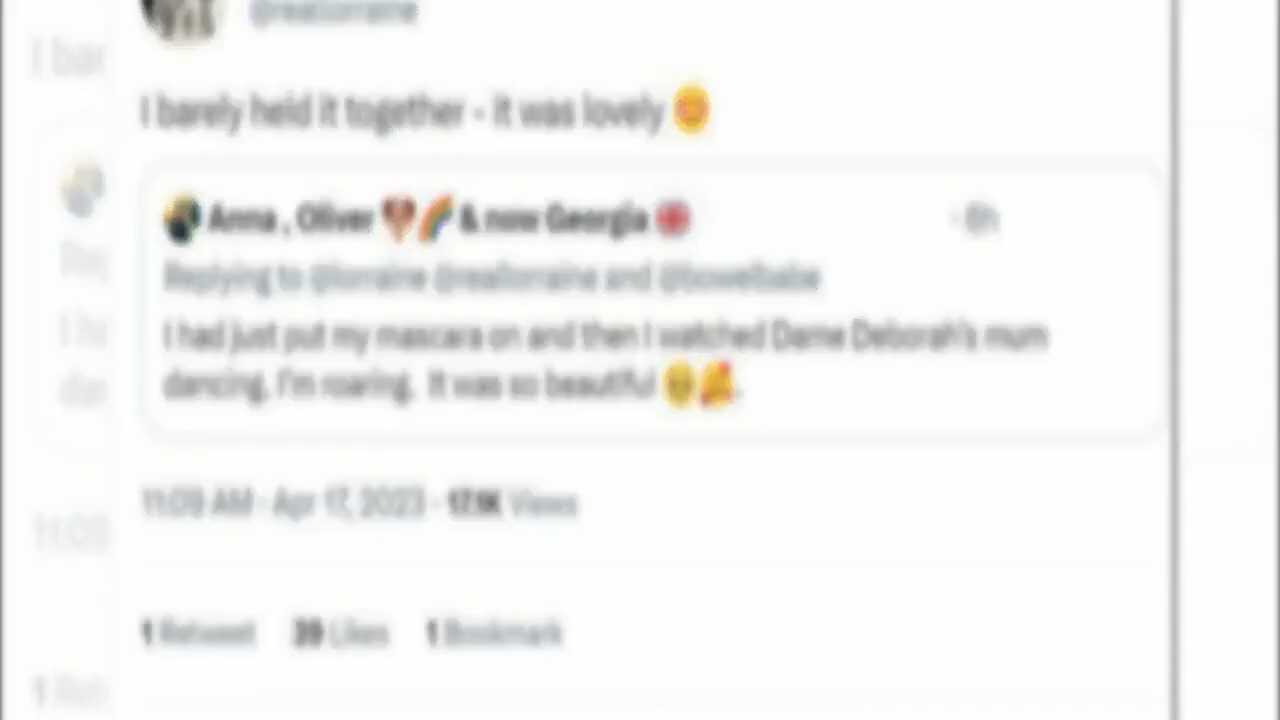 @reallorraine
I barely held it together - it was lovely
Anna , Oliver & now Georgia
Replying to @lorraine @reallorraine and @bowelbabe
I had just put my mascara on and then I watched Dame Deborah's mum
dancing. I'm roaring. It was so beautiful
11:09 AM · Apr 17, 2023 · 17.1K Views
1 Retweet 39 Likes 1 Bookmark